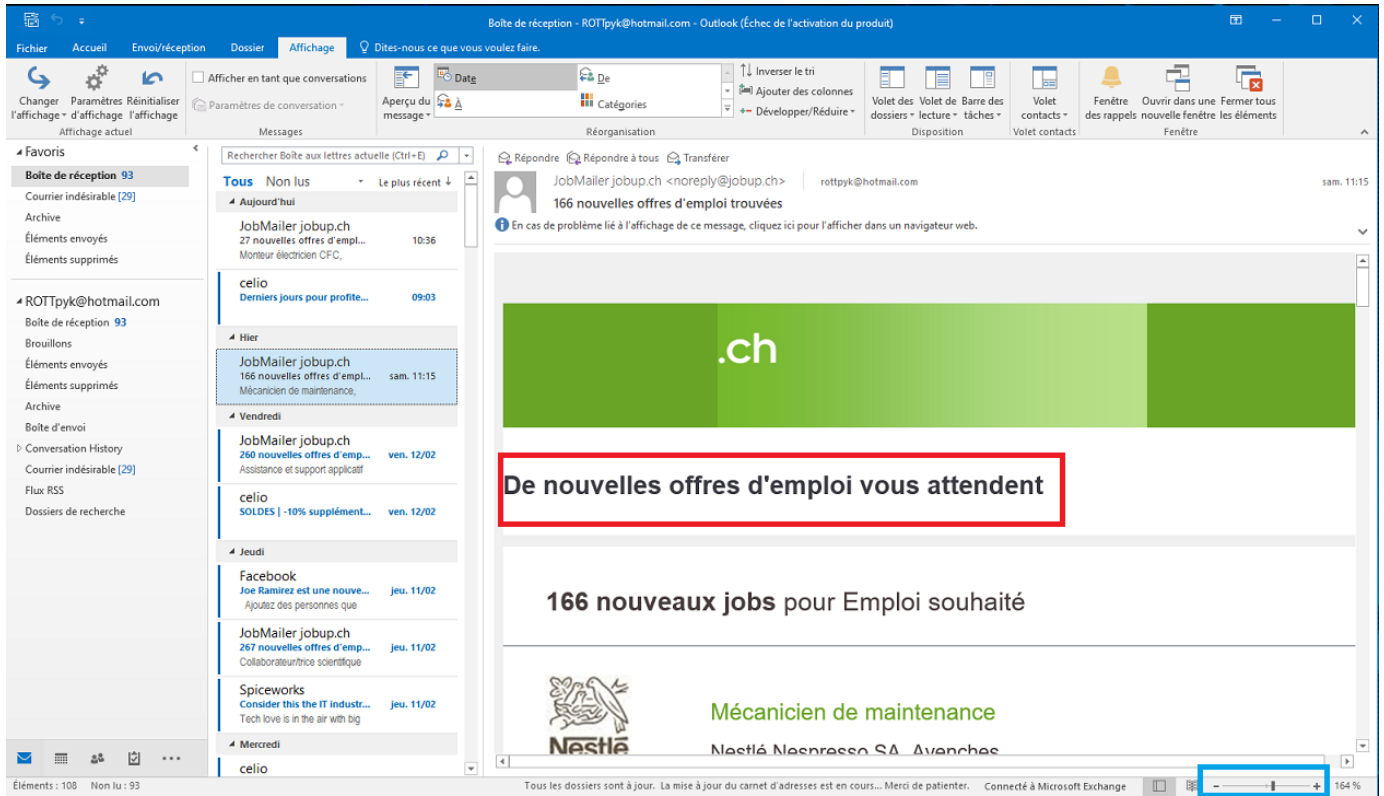 Boîte de réception - ROTTpyk@hotmail.com - Outlook (Échec de l'activation du produit)
Fichier Accueil Envoi/réception Dossier Affichage Dites-nous ce que vous voulez faire.
Changer l'affichage
Paramètres d'affichage
Réinitialiser l'affichage
Affichage actuel
Afficher en tant que conversations
Paramètres de conversation
Messages
Aperçu du message
Date
De
À
Catégories
Inverser le tri
Ajouter des colonnes
Développer/Réduire
Réorganisation
Volet des dossiers
Volet de lecture
Barre des tâches
Disposition
Volet contacts
Volet contacts
Fenêtre des rappels
Ouvrir dans une nouvelle fenêtre
Fermer tous les éléments
Fenêtre
Favoris
Boîte de réception 93
Courrier indésirable [29]
Archive
Éléments envoyés
Éléments supprimés
ROTTpyk@hotmail.com
Boîte de réception 93
Brouillons
Éléments envoyés
Éléments supprimés
Archive
Boîte d'envoi
Conversation History
Courrier indésirable [29]
Flux RSS
Dossiers de recherche
Rechercher Boîte aux lettres actuelle (Ctrl+E)
Tous Non lus Le plus récent
Aujourd'hui
JobMailer jobup.ch
27 nouvelles offres d'empl... 10:36
Monteur électricien CFC,
celio
Derniers jours pour profite... 09:03
Hier
JobMailer jobup.ch
166 nouvelles offres d'empl... sam. 11:15
Mécanicien de maintenance,
Vendredi
JobMailer jobup.ch
260 nouvelles offres d'emp... ven. 12/02
Assistance et support applicatif
celio
SOLDES | -10% supplément... ven. 12/02
Jeudi
Facebook
Joe Ramirez est une nouve... jeu. 11/02
Ajoutez des personnes que
JobMailer jobup.ch
267 nouvelles offres d'emp... jeu. 11/02
Collaborateur/trice scientifique
Spiceworks
Consider this the IT industr... jeu. 11/02
Tech love is in the air with big
Mercredi
celio
Répondre Répondre à tous Transférer
JobMailer jobup.ch <noreply@jobup.ch> rottpyk@hotmail.com sam. 11:15
166 nouvelles offres d'emploi trouvées
En cas de problème lié à l'affichage de ce message, cliquez ici pour l'afficher dans un navigateur web.
.ch
De nouvelles offres d'emploi vous attendent
166 nouveaux jobs pour Emploi souhaité
Nestlé
Mécanicien de maintenance
Nestlé Nespresso SA, Avenches
Éléments : 108 Non lu : 93
Tous les dossiers sont à jour. La mise à jour du carnet d'adresses est en cours... Merci de patienter. Connecté à Microsoft Exchange 164 %